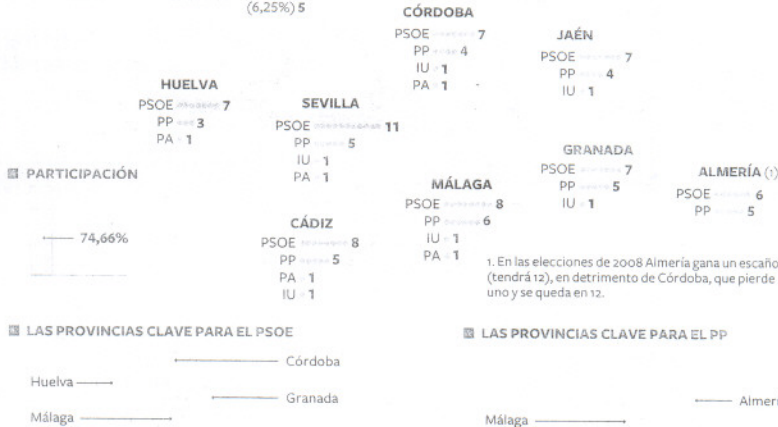 (6,25%) 5
CÓRDOBA
PSOE 7
PP 4
IU 1
PA 1
JAÉN
PSOE 7
PP 4
IU 1
HUELVA
PSOE 7
PP 3
PA 1
SEVILLA
PSOE 11
PP 5
IU 1
PA 1
GRANADA
PSOE 7
PP 5
IU 1
ALMERÍA (1)
PSOE 6
PP 5
MÁLAGA
PSOE 8
PP 6
IU 1
PA 1
CÁDIZ
PSOE 8
PP 5
PA 1
IU 1
PARTICIPACIÓN
74,66%
1. En las elecciones de 2008 Almería gana un escaño
(tendrá 12), en detrimento de Córdoba, que pierde
uno y se queda en 12.
LAS PROVINCIAS CLAVE PARA EL PSOE
Córdoba
Huelva
Granada
Málaga
LAS PROVINCIAS CLAVE PARA EL PP
Almer
Málaga